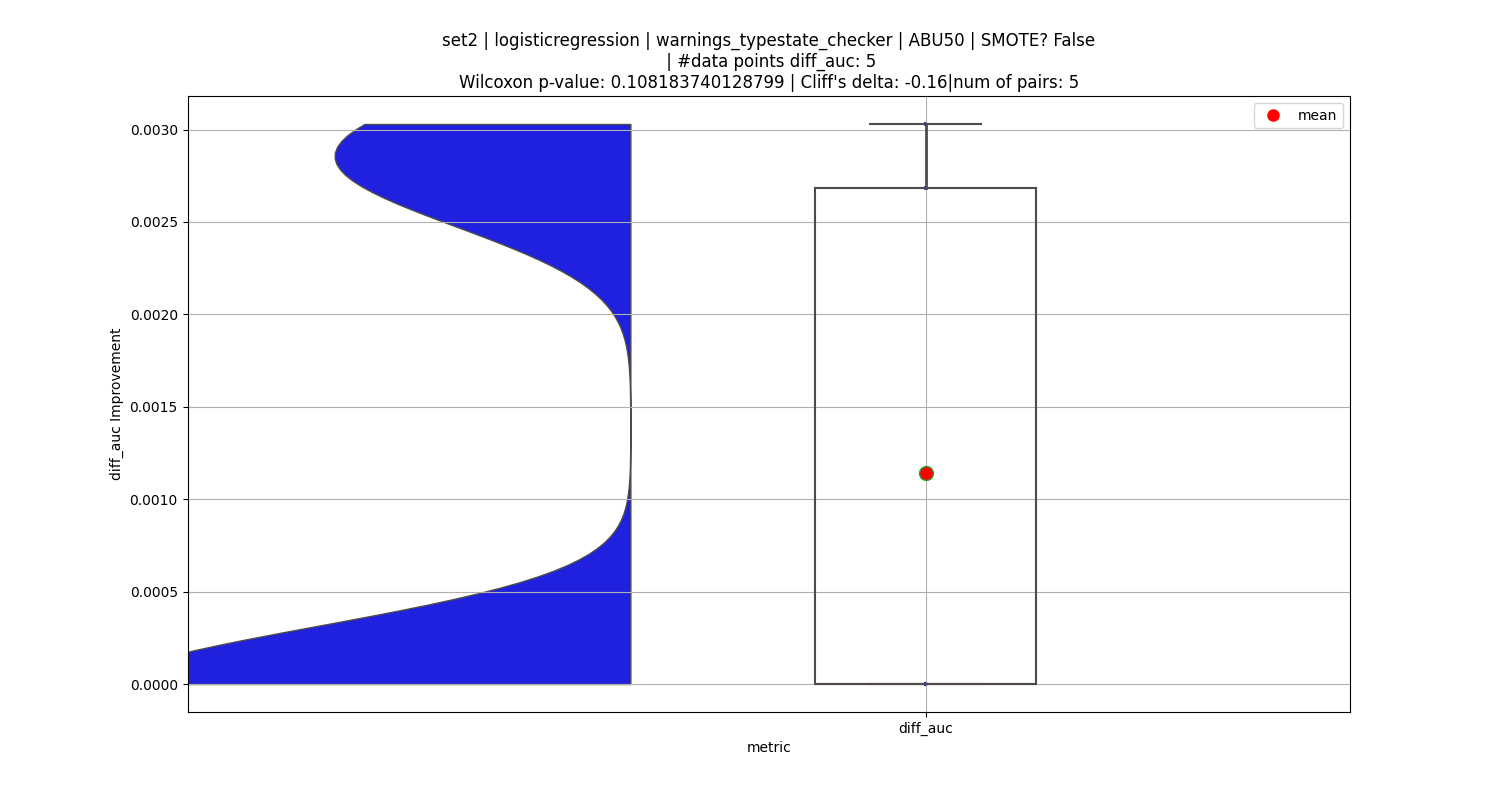 set2 | logisticregression | warnings_typestate_checker | ABU50 | SMOTE? False
| #data points diff_auc: 5
Wilcoxon p-value: 0.108183740128799 | Cliff's delta: -0.16|num of pairs: 5
mean
0.0030
0.0025
0.0020
0.0015
0.0010
0.0005
0.0000
diff_auc Improvement
diff_auc
metric